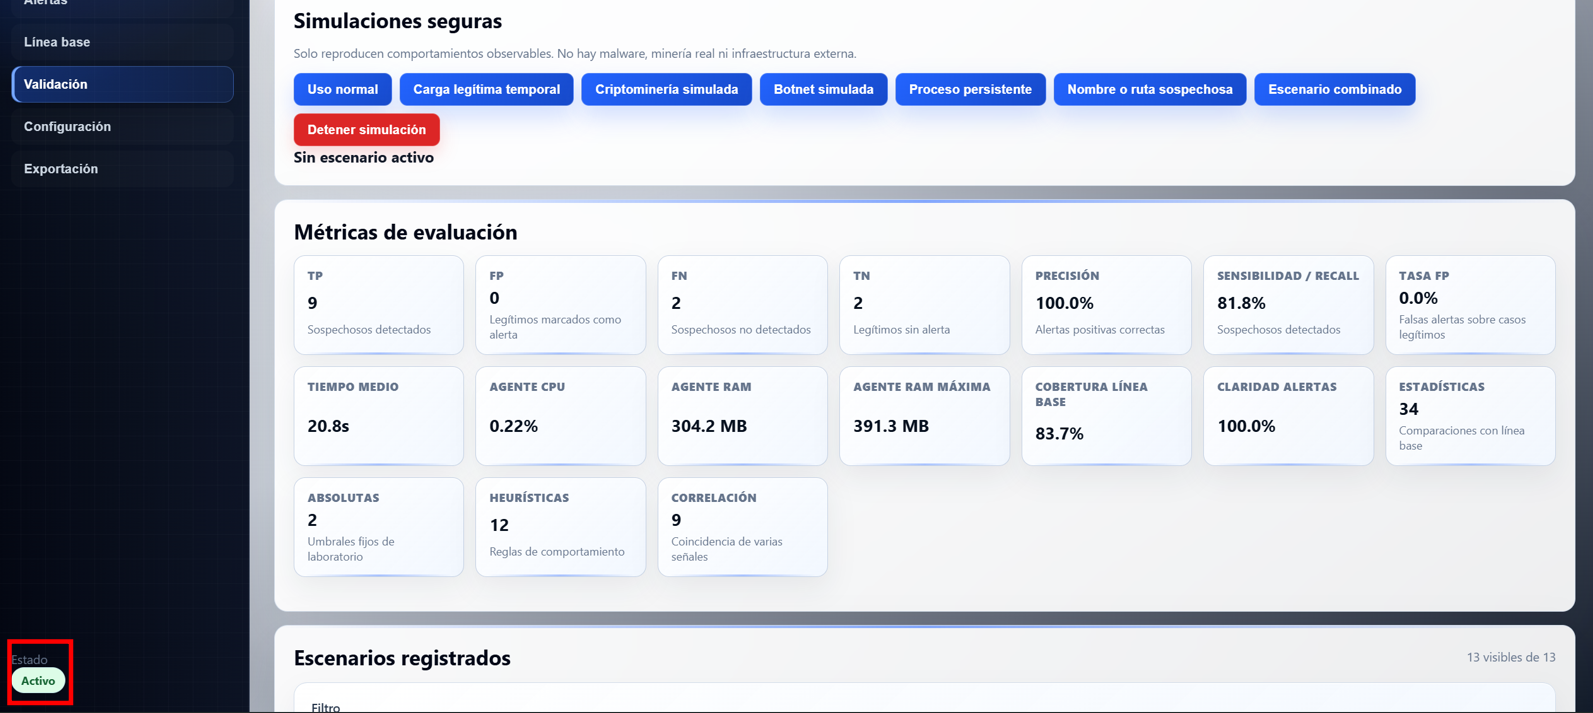 Alertas
Línea base
Validación
Configuración
Exportación
Estado
Activo
Simulaciones seguras
Solo reproducen comportamientos observables. No hay malware, minería real ni infraestructura externa.
Uso normal
Carga legítima temporal
Criptominería simulada
Botnet simulada
Proceso persistente
Nombre o ruta sospechosa
Escenario combinado
Detener simulación
Sin escenario activo
Métricas de evaluación
TP
9
Sospechosos detectados
FP
0
Legítimos marcados como
alerta
FN
2
Sospechosos no detectados
TN
2
Legítimos sin alerta
PRECISIÓN
100.0%
Alertas positivas correctas
SENSIBILIDAD / RECALL
81.8%
Sospechosos detectados
TASA FP
0.0%
Falsas alertas sobre casos
legítimos
TIEMPO MEDIO
20.8s
AGENTE CPU
0.22%
AGENTE RAM
304.2 MB
AGENTE RAM MÁXIMA
391.3 MB
COBERTURA LÍNEA
BASE
83.7%
CLARIDAD ALERTAS
100.0%
ESTADÍSTICAS
34
Comparaciones con línea
base
ABSOLUTAS
2
Umbrales fijos de
laboratorio
HEURÍSTICAS
12
Reglas de comportamiento
CORRELACIÓN
9
Coincidencia de varias
señales
Escenarios registrados
13 visibles de 13
Filtro